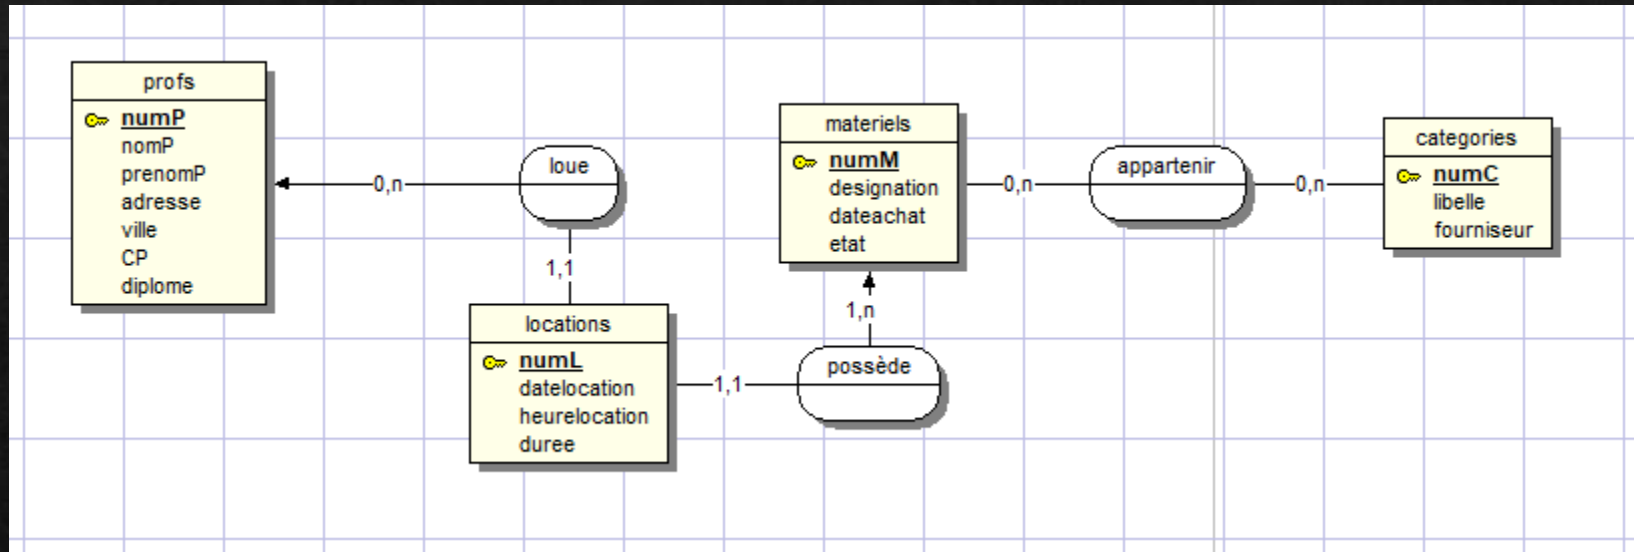 profs
numP
nomP
prenomP
adresse
ville
CP
diplome
0,n
loue
1,1
locations
numL
datelocation
heurelocation
duree
1,1
possède
1,n
materiels
numM
designation
dateachat
etat
0,n
appartenir
0,n
categories
numC
libelle
fourniseur